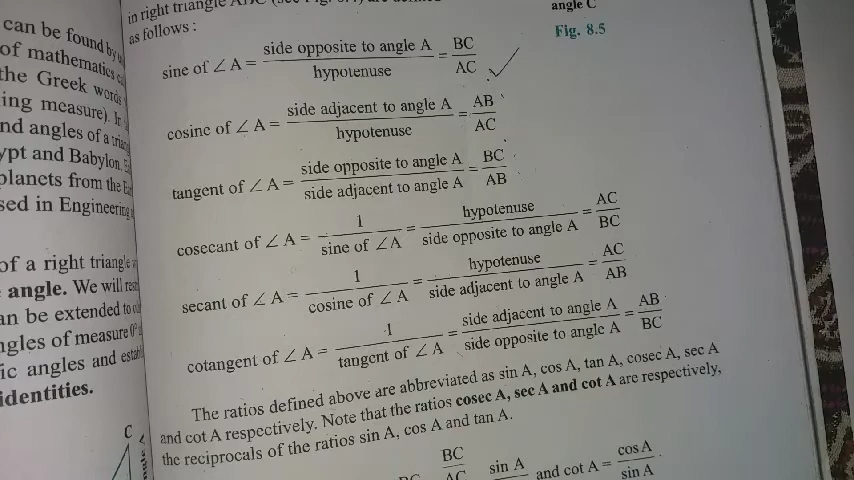 can be found by
of mathematics
the Greek words
ing measure). In
nd angles of a
ypt and Babylon.
planets from the
sed in Engineering
of a right triangle
angle. We will
an be extended to
ngles of measure 0°
ic angles and
identities.
C
in right triangle ABC
angle C
as follows :
Fig. 8.5
sine of ∠ A = side opposite to angle A / hypotenuse = BC / AC
cosine of ∠ A = side adjacent to angle A / hypotenuse = AB / AC
tangent of ∠ A = side opposite to angle A / side adjacent to angle A = BC / AB
cosecant of ∠ A = 1 / sine of ∠ A = hypotenuse / side opposite to angle A = AC / BC
secant of ∠ A = 1 / cosine of ∠ A = hypotenuse / side adjacent to angle A = AC / AB
cotangent of ∠ A = 1 / tangent of ∠ A = side adjacent to angle A / side opposite to angle A = AB / BC
The ratios defined above are abbreviated as sin A, cos A, tan A, cosec A, sec A
and cot A respectively. Note that the ratios cosec A, sec A and cot A are respectively,
the reciprocals of the ratios sin A, cos A and tan A.
BC / AC sin A and cot A = cos A / sin A .